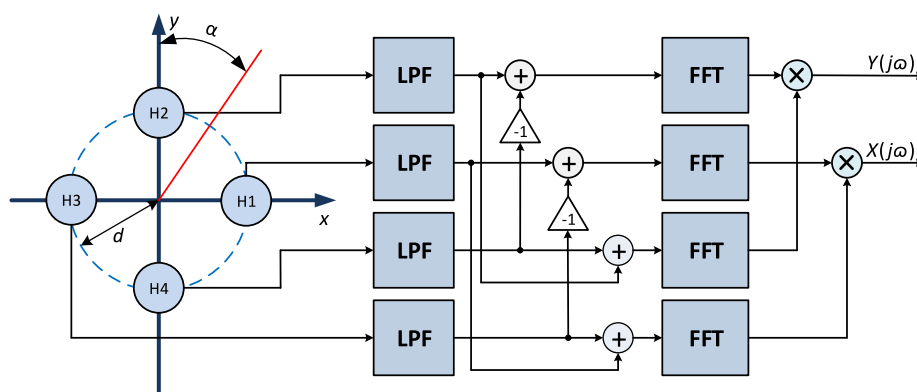 y
α
H2
H3
H1
x
d
H4
LPF
+
FFT
×
Y(jω)
-1
LPF
+
FFT
×
X(jω)
-1
LPF
+
FFT
LPF
+
FFT